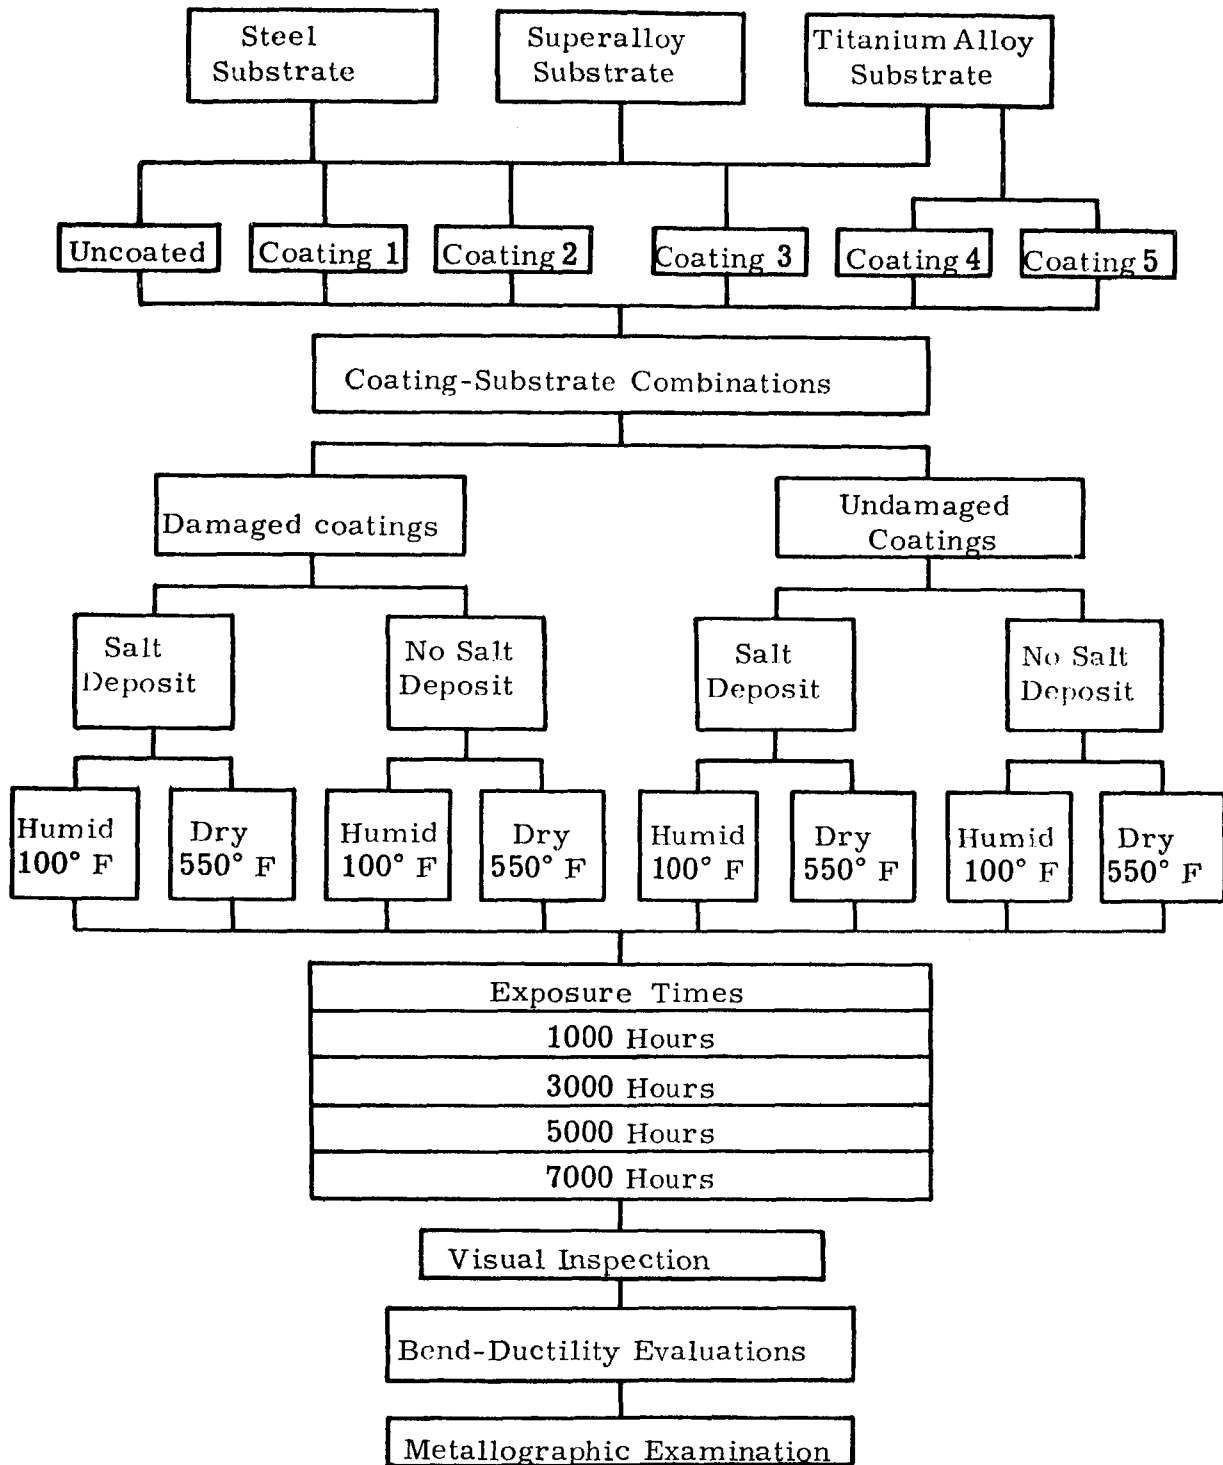 Steel
Substrate
Superalloy
Substrate
Titanium Alloy
Substrate
Uncoated
Coating 1
Coating 2
Coating 3
Coating 4
Coating 5
Coating-Substrate Combinations
Damaged coatings
Undamaged
Coatings
Salt
Deposit
No Salt
Deposit
Salt
Deposit
No Salt
Deposit
Humid
100° F
Dry
550° F
Humid
100° F
Dry
550° F
Humid
100° F
Dry
550° F
Humid
100° F
Dry
550° F
Exposure Times
1000 Hours
3000 Hours
5000 Hours
7000 Hours
Visual Inspection
Bend-Ductility Evaluations
Metallographic Examination